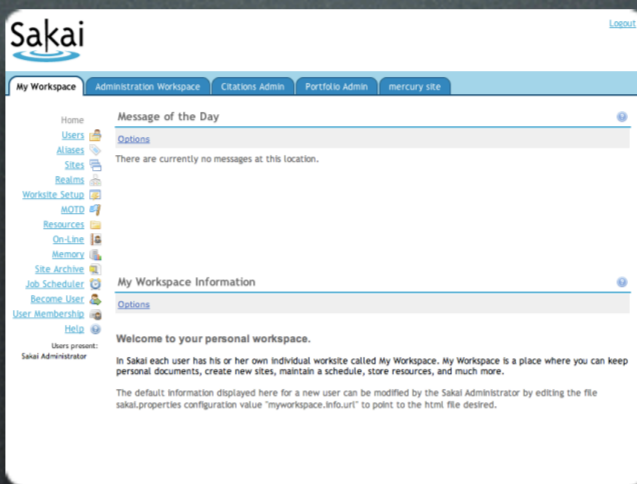 Sakai
Logout
My Workspace
Administration Workspace
Citations Admin
Portfolio Admin
mercury site
Home
Users
Aliases
Sites
Realms
Worksite Setup
MOTD
Resources
On-Line
Memory
Site Archive
Job Scheduler
Become User
User Membership
Help
Users present:
Sakai Administrator
Message of the Day
Options
There are currently no messages at this location.
My Workspace Information
Options
Welcome to your personal workspace.
In Sakai each user has his or her own individual worksite called My Workspace. My Workspace is a place where you can keep
personal documents, create new sites, maintain a schedule, store resources, and much more.
The default information displayed here for a new user can be modified by the Sakai Administrator by editing the file
sakai.properties configuration value "myworkspace.info.url" to point to the html file desired.